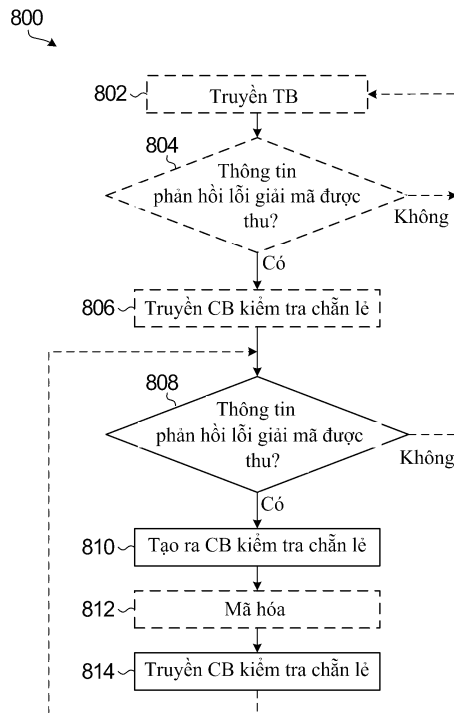 800
802
Truyền TB
804
Thông tin
phản hồi lỗi giải mã được
thu?
Không
Có
806
Truyền CB kiểm tra chẵn lẻ
808
Thông tin
phản hồi lỗi giải mã được
thu?
Không
Có
810
Tạo ra CB kiểm tra chẵn lẻ
812
Mã hóa
814
Truyền CB kiểm tra chẵn lẻ